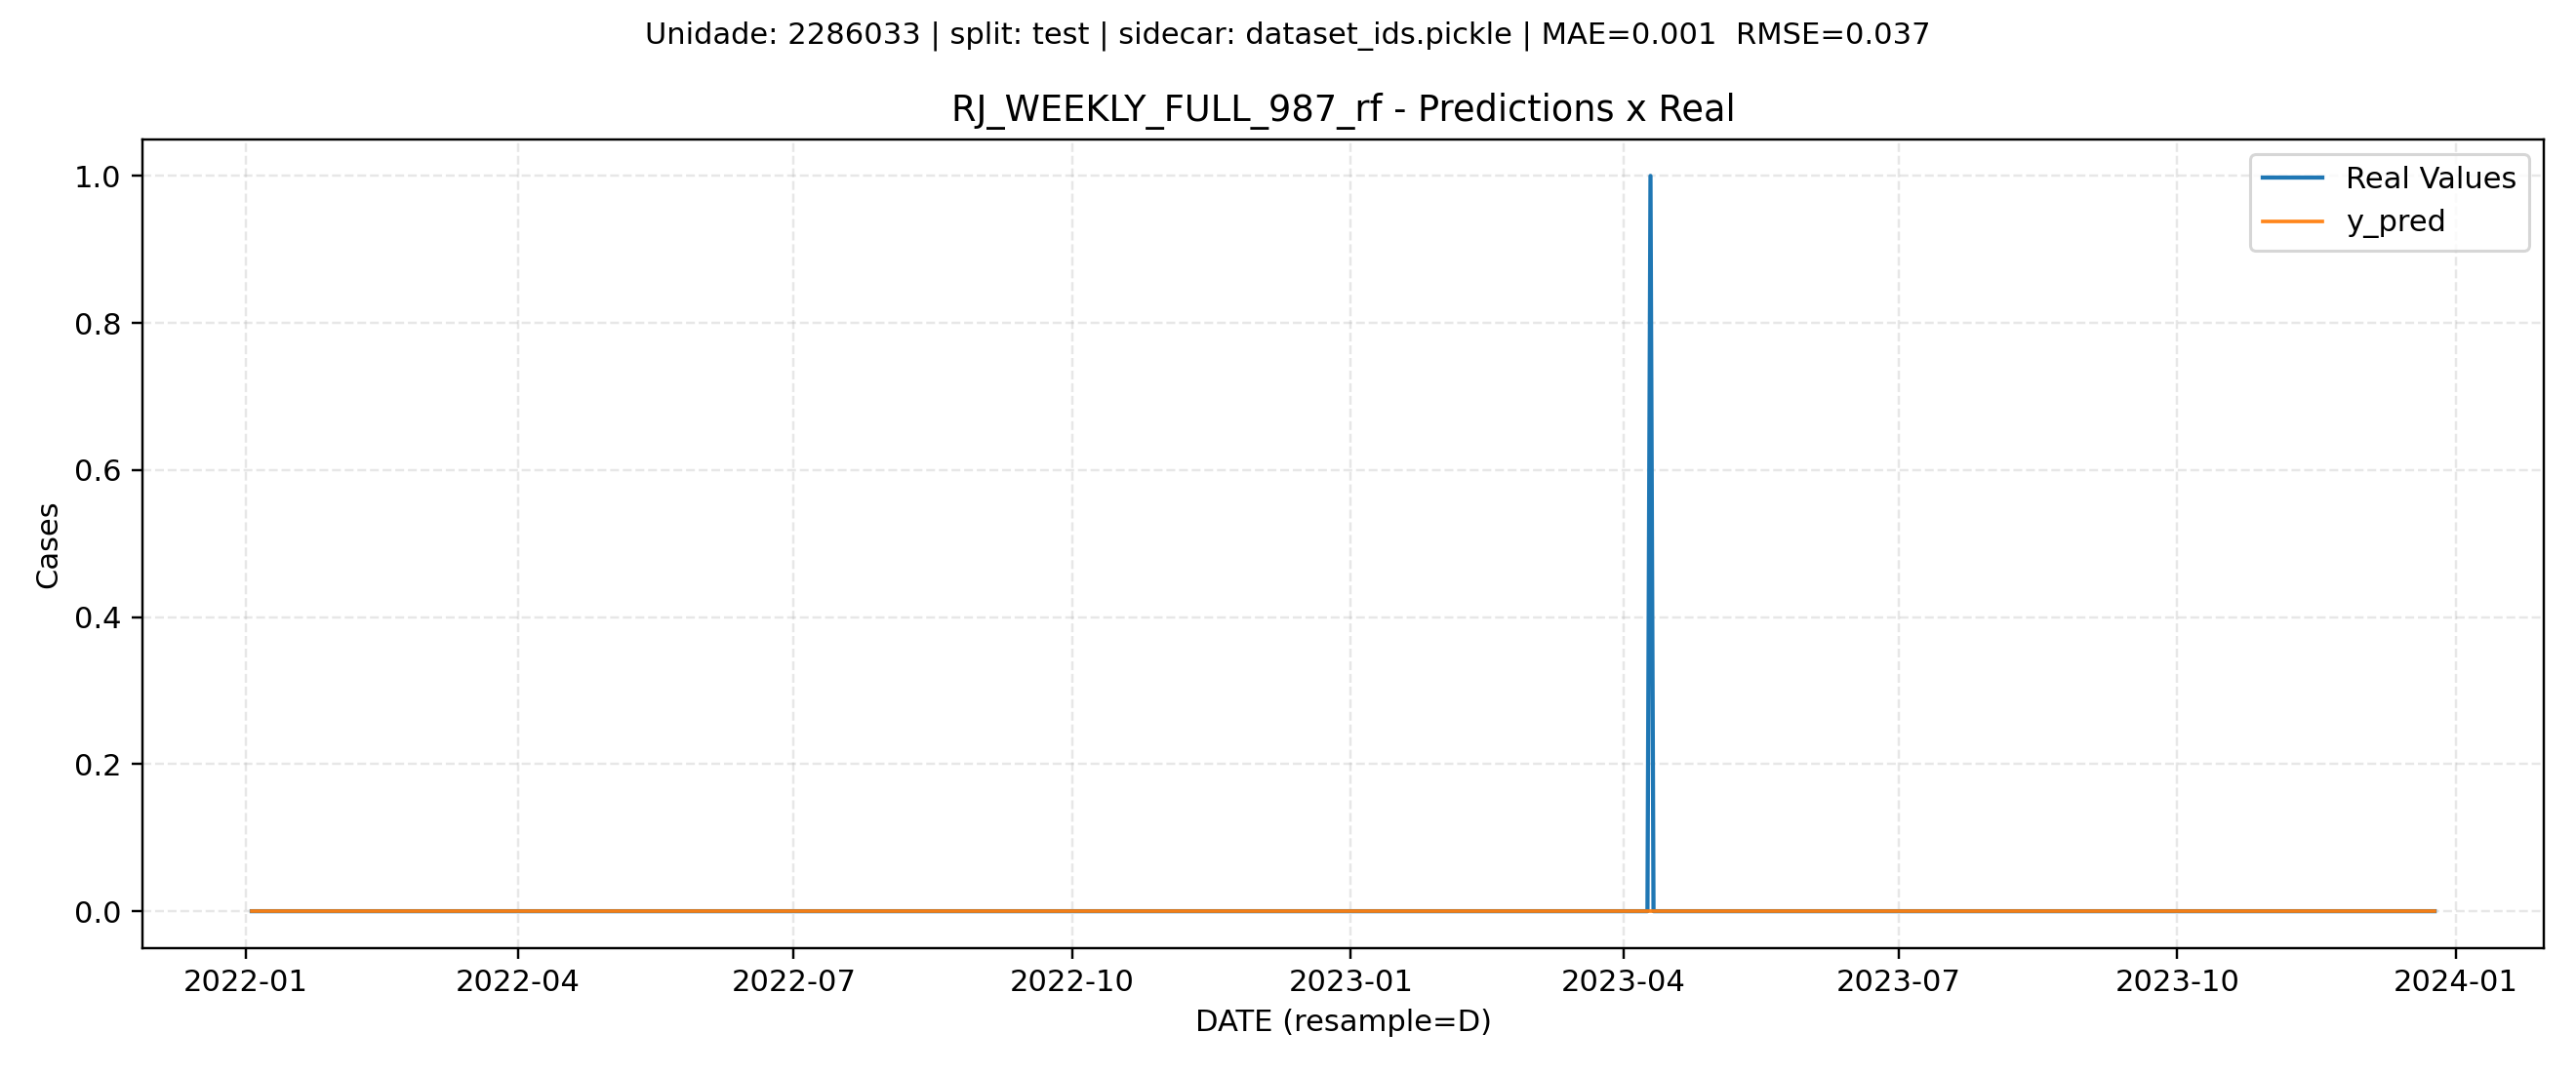 Unidade: 2286033 | split: test | sidecar: dataset_ids.pickle | MAE=0.001  RMSE=0.037
RJ_WEEKLY_FULL_987_rf - Predictions x Real
Real Values
y_pred
1.0
0.8
0.6
0.4
0.2
0.0
Cases
2022-01
2022-04
2022-07
2022-10
2023-01
2023-04
2023-07
2023-10
2024-01
DATE (resample=D)